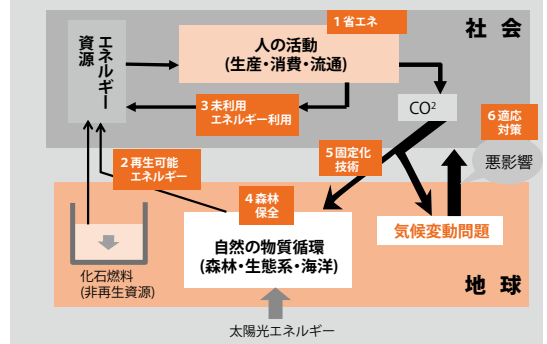 1省エネ
社 会
人の活動
(生産・消費・流通)
エネルギー
資源
3未利用
エネルギー利用
CO²
6適応
対策
5固定化
技術
悪影響
2再生可能
エネルギー
4森林
保全
自然の物質循環
(森林・生態系・海洋)
気候変動問題
化石燃料
(非再生資源)
地 球
太陽光エネルギー